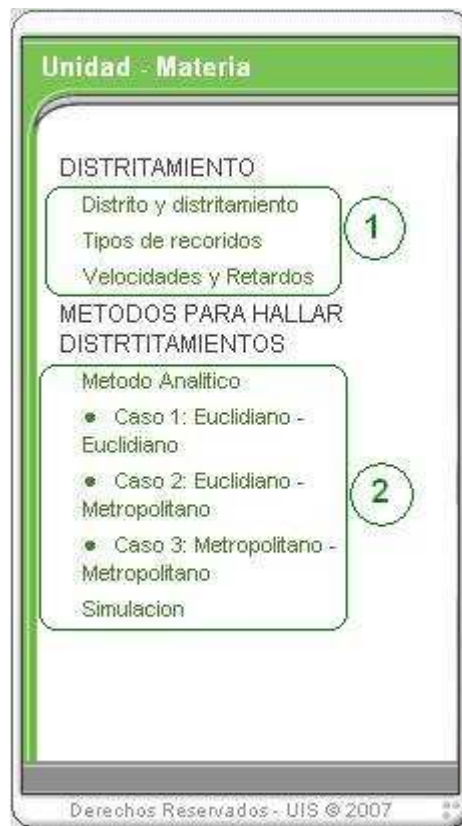 Unidad - Materia
DISTRITAMIENTO
Distrito y distritamiento
Tipos de recoridos
Velocidades y Retardos
1
METODOS PARA HALLAR
DISTRTITAMIENTOS
Metodo Analitico
• Caso 1: Euclidiano -
Euclidiano
• Caso 2: Euclidiano -
Metropolitano
• Caso 3: Metropolitano -
Metropolitano
Simulacion
2
Derechos Reservados - UIS @ 2007